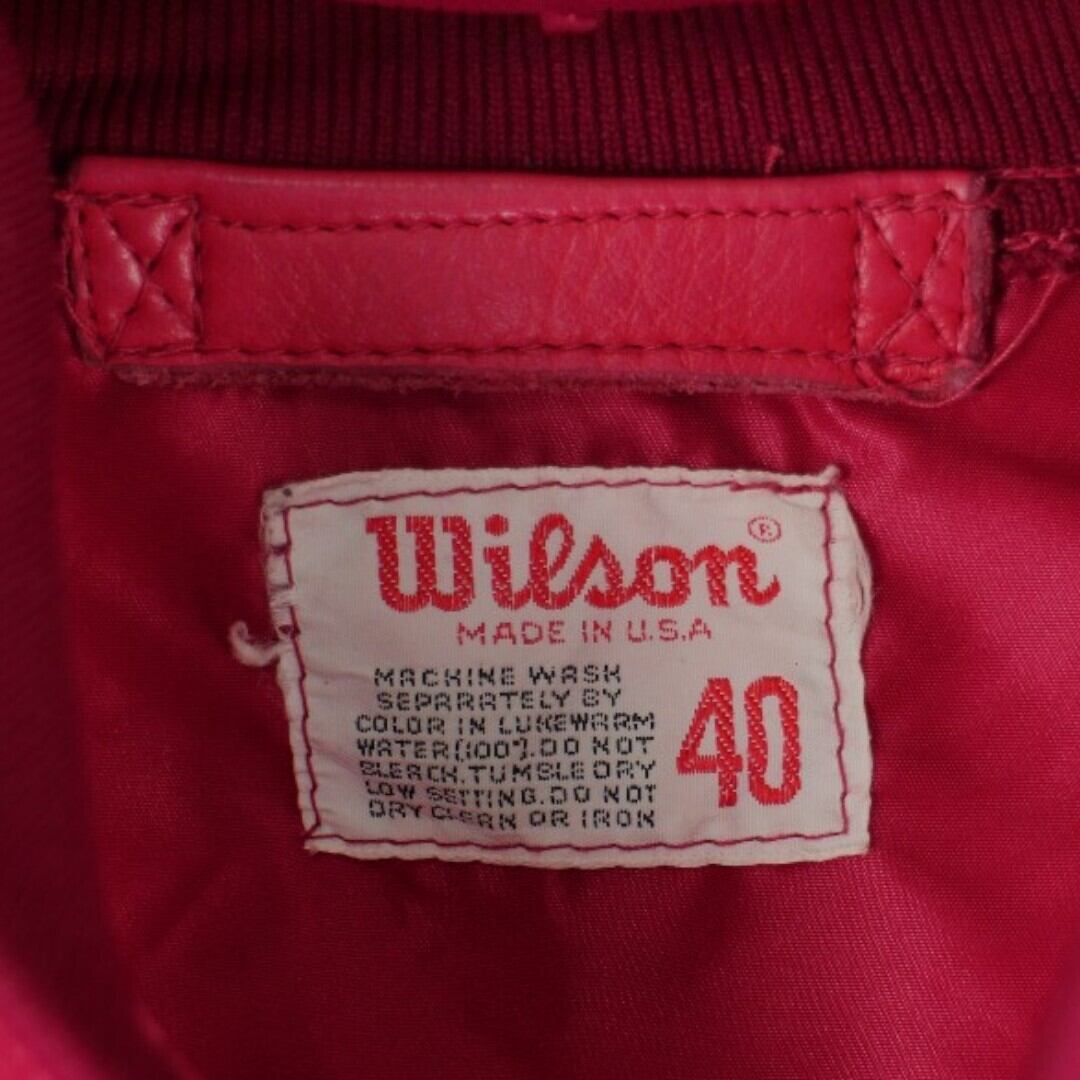 Wilson®
MADE IN U.S.A
MACHINE WASH
SEPARATELY BY
COLOR IN LUKEWARM
WATER(100°).DO NOT
BLEACH.TUMBLE DRY
LOW SETTING.DO NOT
DRY CLEAN OR IRON
40